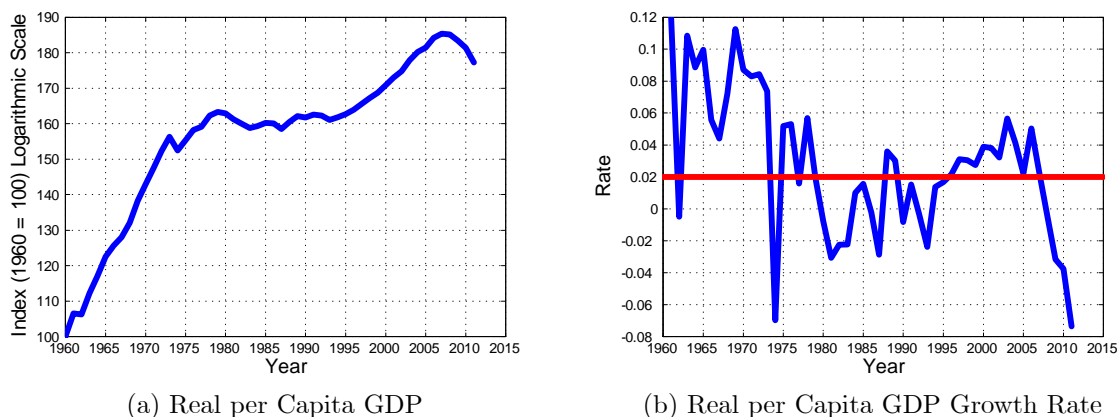 190
180
170
160
150
140
130
120
110
100
Index (1960 = 100) Logarithmic Scale
1960 1965 1970 1975 1980 1985 1990 1995 2000 2005 2010 2015
Year
(a) Real per Capita GDP
0.12
0.1
0.08
0.06
0.04
0.02
0
-0.02
-0.04
-0.06
-0.08
Rate
1960 1965 1970 1975 1980 1985 1990 1995 2000 2005 2010 2015
Year
(b) Real per Capita GDP Growth Rate